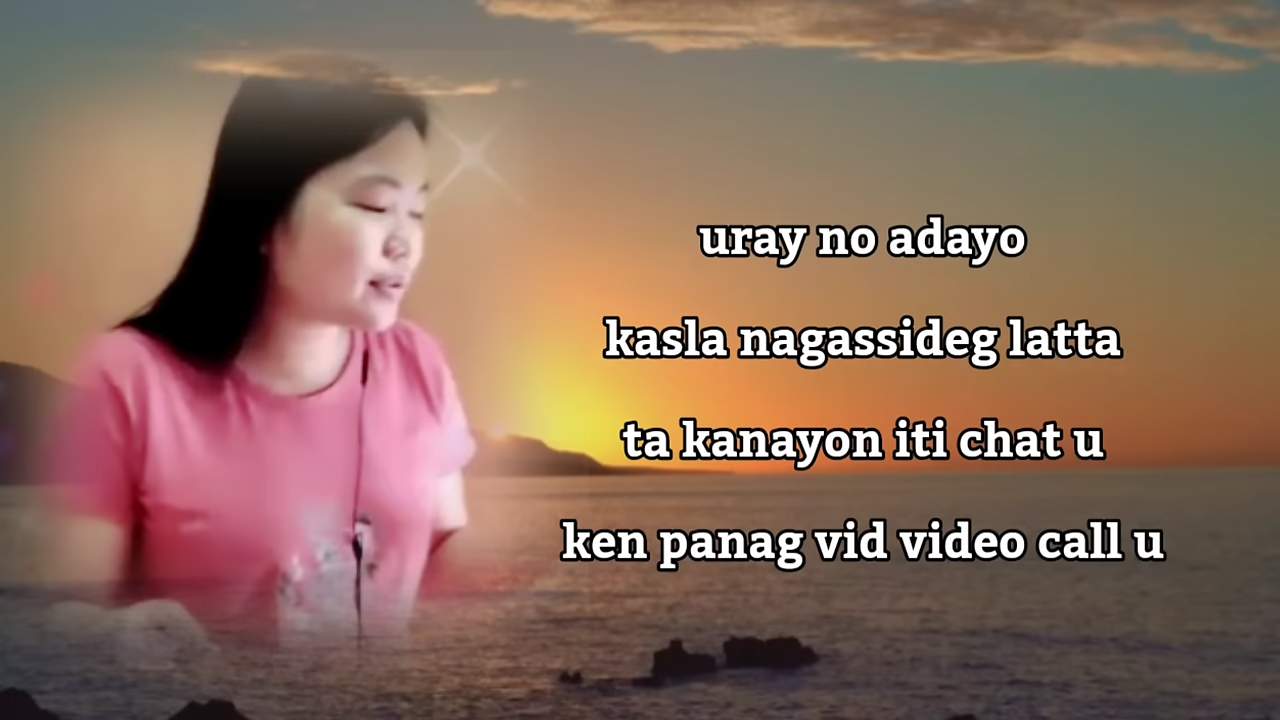 uray no adayo
kasla nagassideg latta
ta kanayon iti chat u
ken panag vid video call u